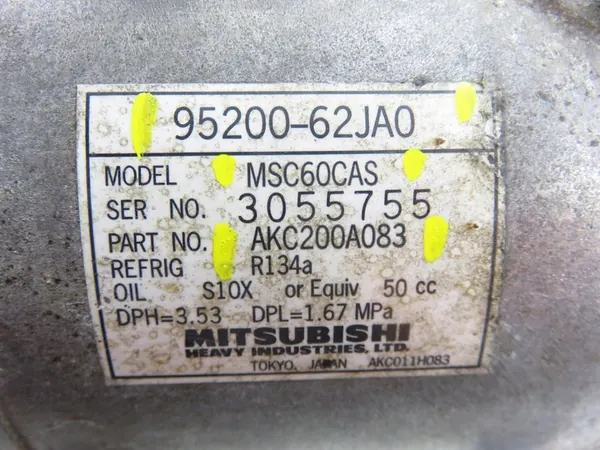 95200-62JA0
MODEL MSC60CAS
SER NO. 3055755
PART NO. AKC200A083
REFRIG R134a
OIL S10X or Equiv 50 cc
DPH=3.53 DPL=1.67 MPa
MITSUBISHI
HEAVY INDUSTRIES, LTD.
TOKYO, JAPAN AKC011H083